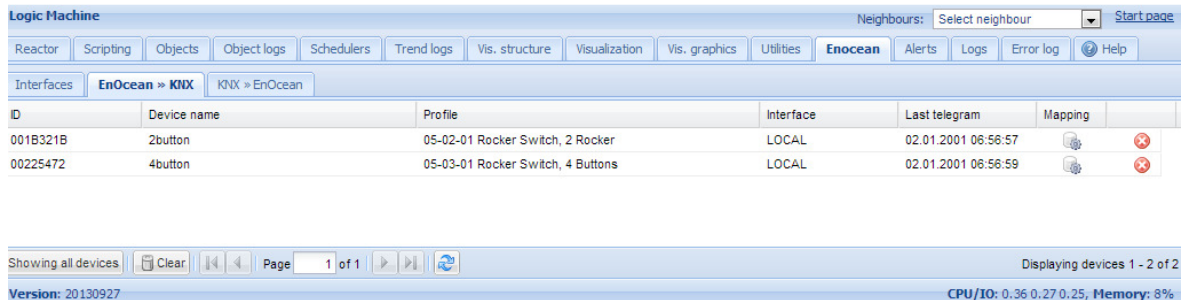 Logic Machine Neighbours: Select neighbour Start page
Reactor Scripting Objects Object logs Schedulers Trend logs Vis. structure Visualization Vis. graphics Utilities Enocean Alerts Logs Error log Help
Interfaces EnOcean » KNX KNX » EnOcean
ID Device name Profile Interface Last telegram Mapping
001B321B 2button 05-02-01 Rocker Switch, 2 Rocker LOCAL 02.01.2001 06:56:57
00225472 4button 05-03-01 Rocker Switch, 4 Buttons LOCAL 02.01.2001 06:56:59
Showing all devices Clear Page 1 of 1 Displaying devices 1 - 2 of 2
Version: 20130927 CPU/IO: 0.36 0.27 0.25, Memory: 8%